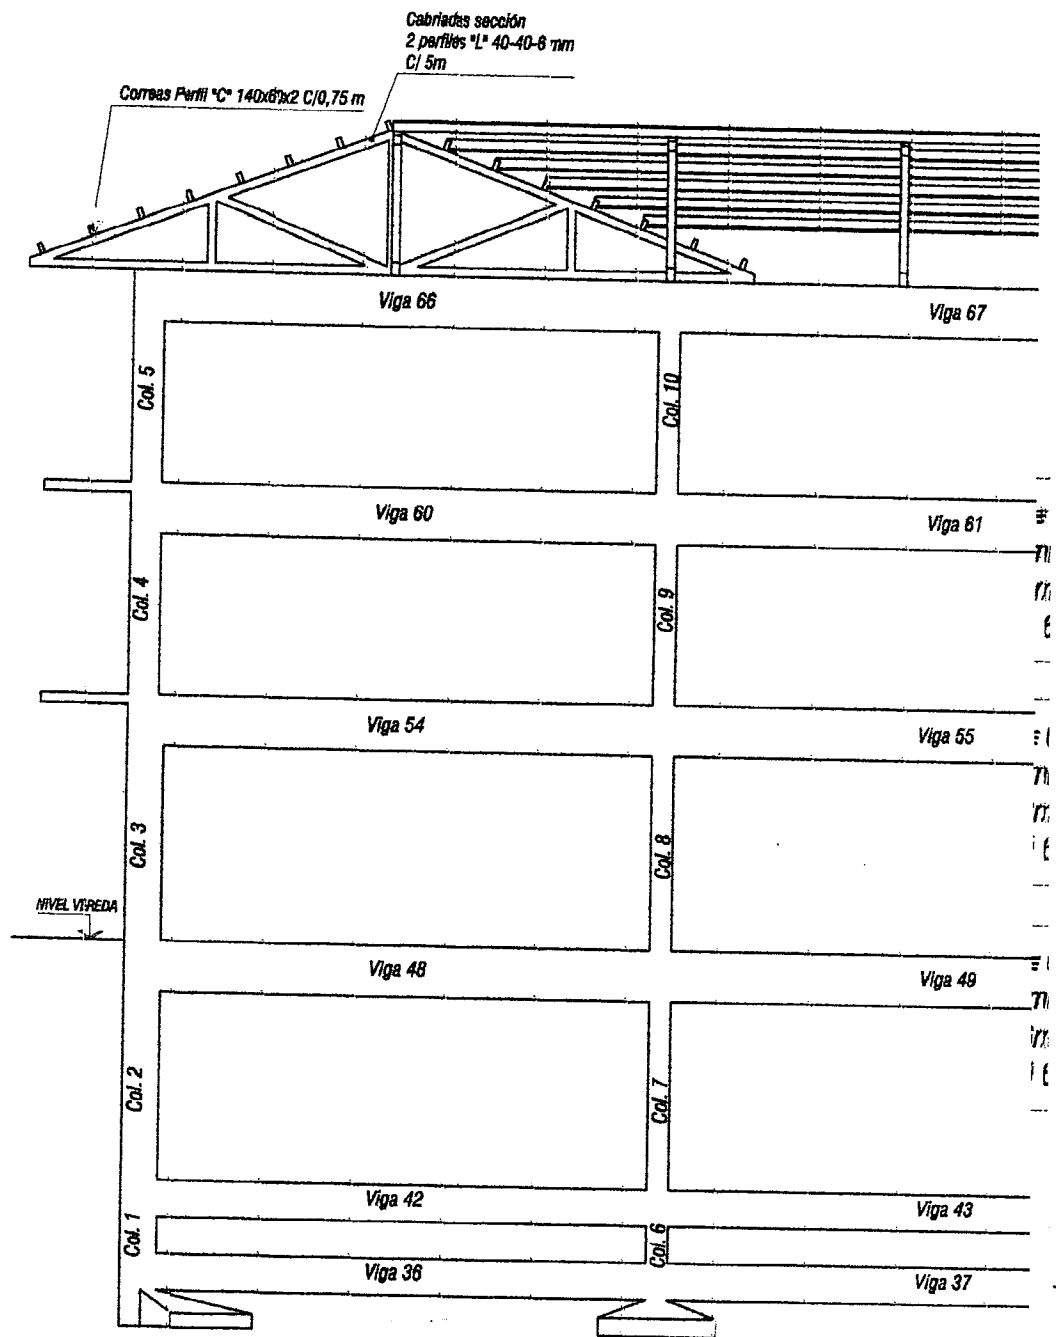 Cabriadas sección
2 perfiles "L" 40-40-6 mm
C/ 5m
Correas Perfil "C" 140x60x2 C/0,75 m
Viga 66
Viga 67
Col. 5
Col. 10
Viga 60
Viga 61
Col. 4
Col. 9
Viga 54
Viga 55
Col. 3
Col. 8
NIVEL VEREDA
Viga 48
Viga 49
Col. 2
Col. 7
Viga 42
Viga 43
Col. 1
Col. 6
Viga 36
Viga 37